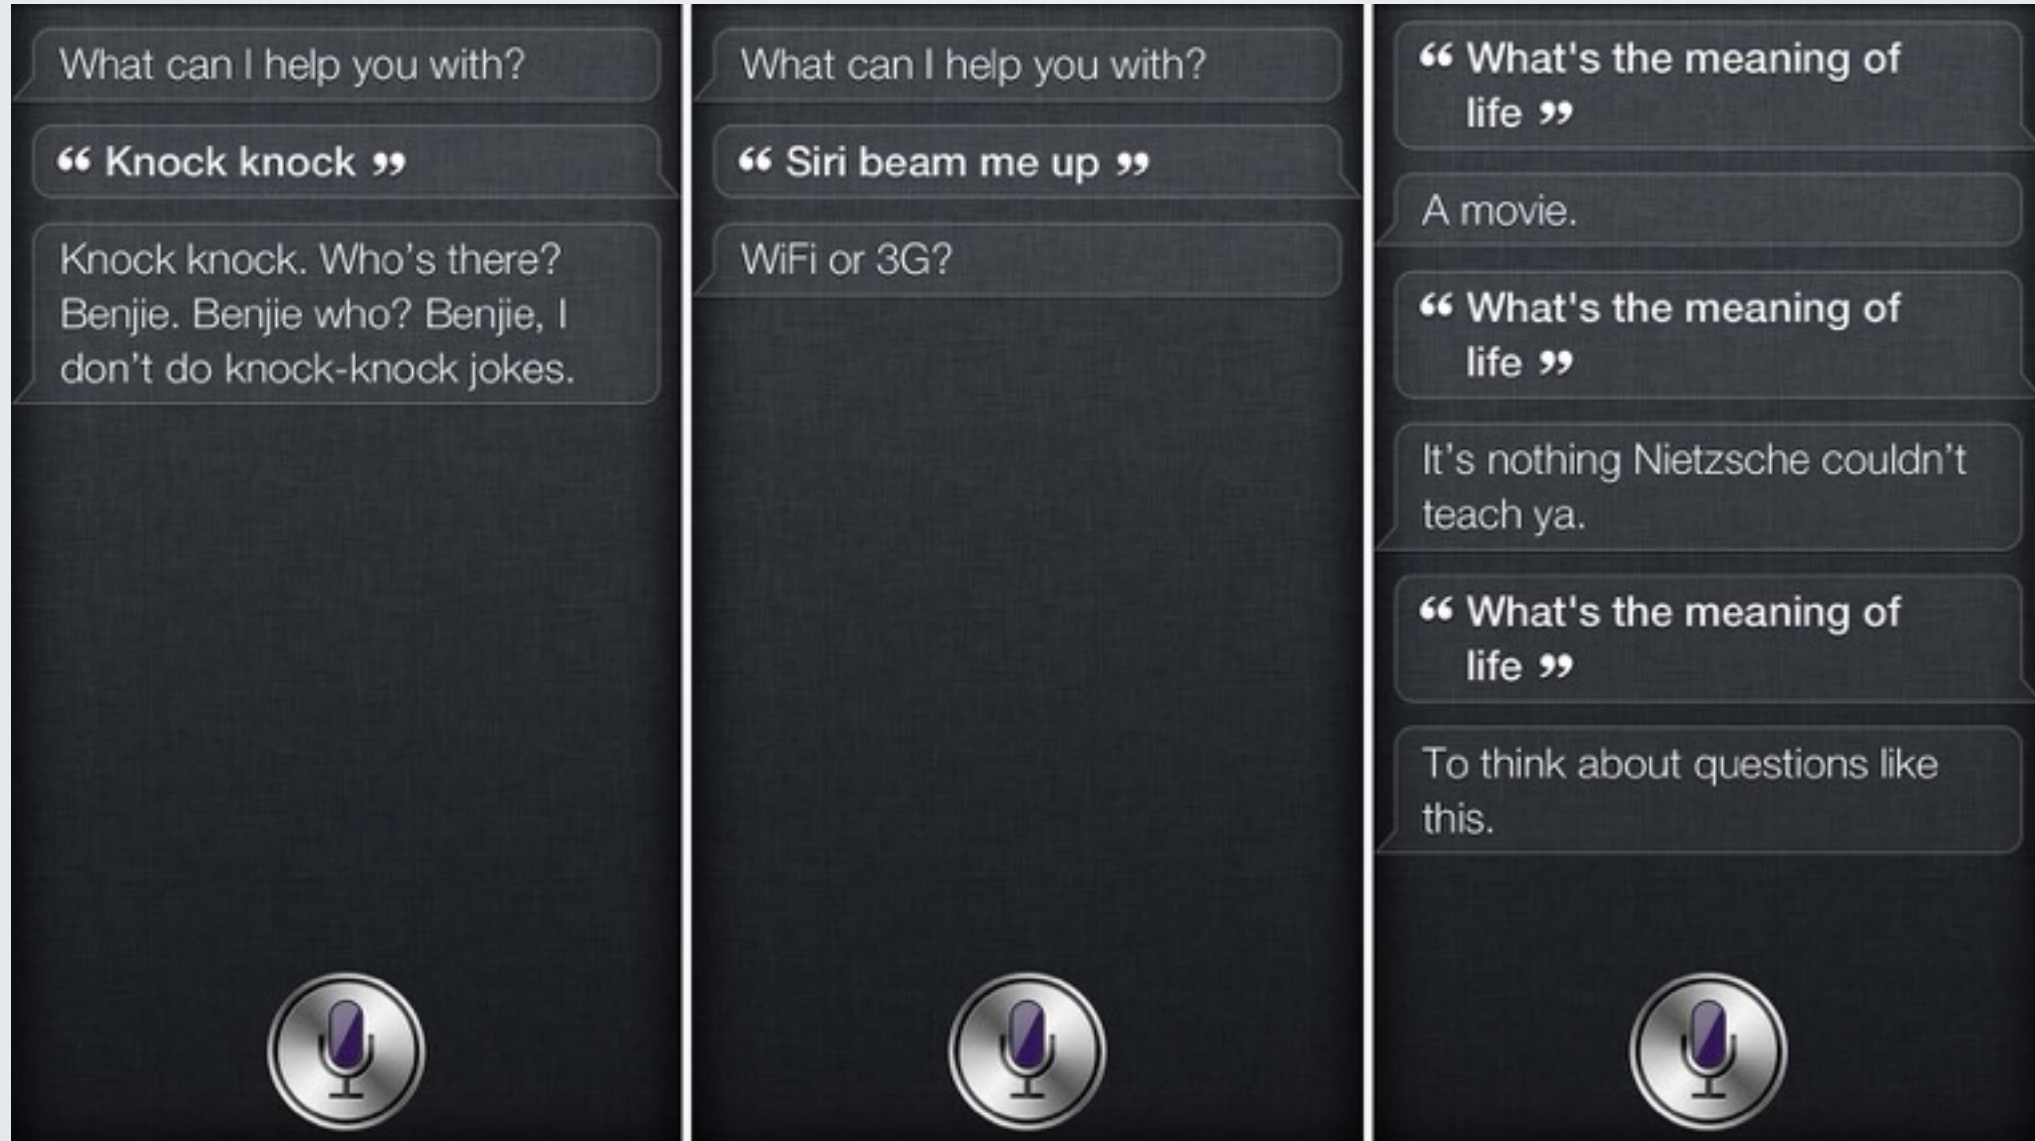 What can I help you with?
“ Knock knock ”
Knock knock. Who’s there?
Benjie. Benjie who? Benjie, I
don’t do knock-knock jokes.
What can I help you with?
“ Siri beam me up ”
WiFi or 3G?
“ What's the meaning of
life ”
A movie.
“ What's the meaning of
life ”
It’s nothing Nietzsche couldn’t
teach ya.
“ What's the meaning of
life ”
To think about questions like
this.